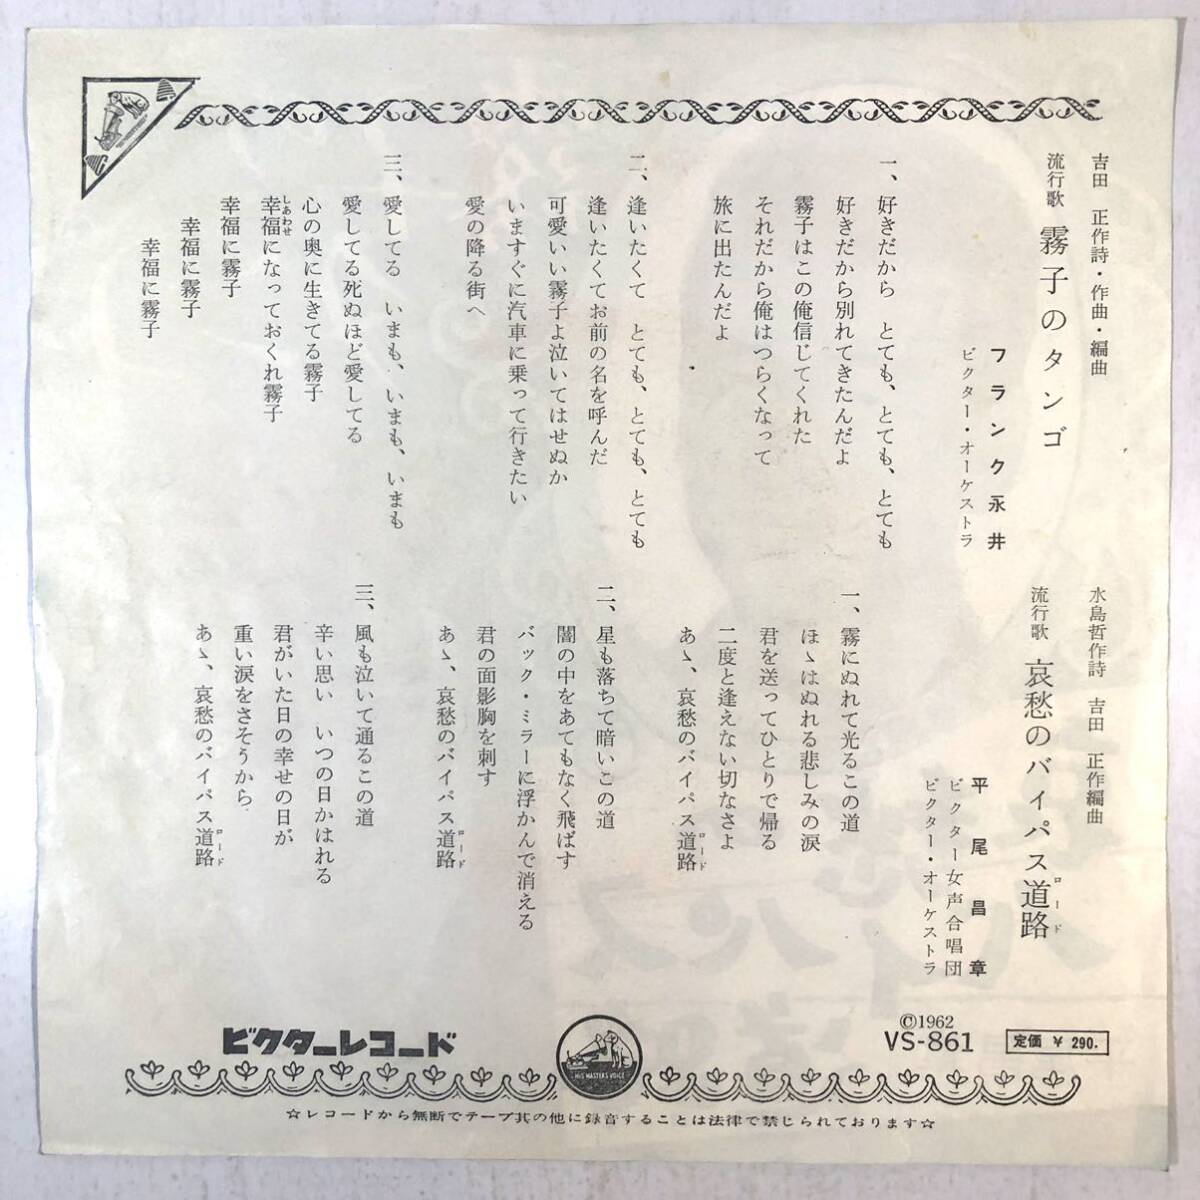 吉田 正作詩・作曲・編曲
流行歌 霧子のタンゴ
フランク永井
ビクター・オーケストラ
一、好きだから とても、とても、とても
好きだから別れてきたんだよ
霧子はこの俺信じてくれた
それだから俺はつらくなって
旅に出たんだよ
二、逢いたくて とても、とても、とても
逢いたくてお前の名を呼んだ
可愛いい霧子よ泣いてはせぬか
いますぐに汽車に乗って行きたい
愛の降る街へ
三、愛してる いまも、いまも、いまも
愛してる死ぬほど愛してる
心の奥に生きてる霧子
幸福になっておくれ霧子
しあわせ
幸福に霧子
幸福に霧子
幸福に霧子
水島哲作詩 吉田 正作編曲
流行歌 哀愁のバイパス道路
ロード
平尾昌章
ビクター女声合唱団
ビクター・オーケストラ
一、霧にぬれて光るこの道
ほゝはぬれる悲しみの涙
君を送ってひとりで帰る
二度と逢えない切なさよ
あゝ、哀愁のバイパス道路
ロード
二、星も落ちて暗いこの道
闇の中をあてもなく飛ばす
バック・ミラーに浮かんで消える
君の面影胸を刺す
あゝ、哀愁のバイパス道路
ロード
三、風も泣いて通るこの道
辛い思い いつの日かはれる
君がいた日の幸せの日が
重い涙をさそうから
あゝ、哀愁のバイパス道路
ロード
ビクターレコード
HIS MASTERS VOICE
©1962
VS-861
定価 ￥ 290.
☆レコードから無断でテープ其の他に録音することは法律で禁じられております☆